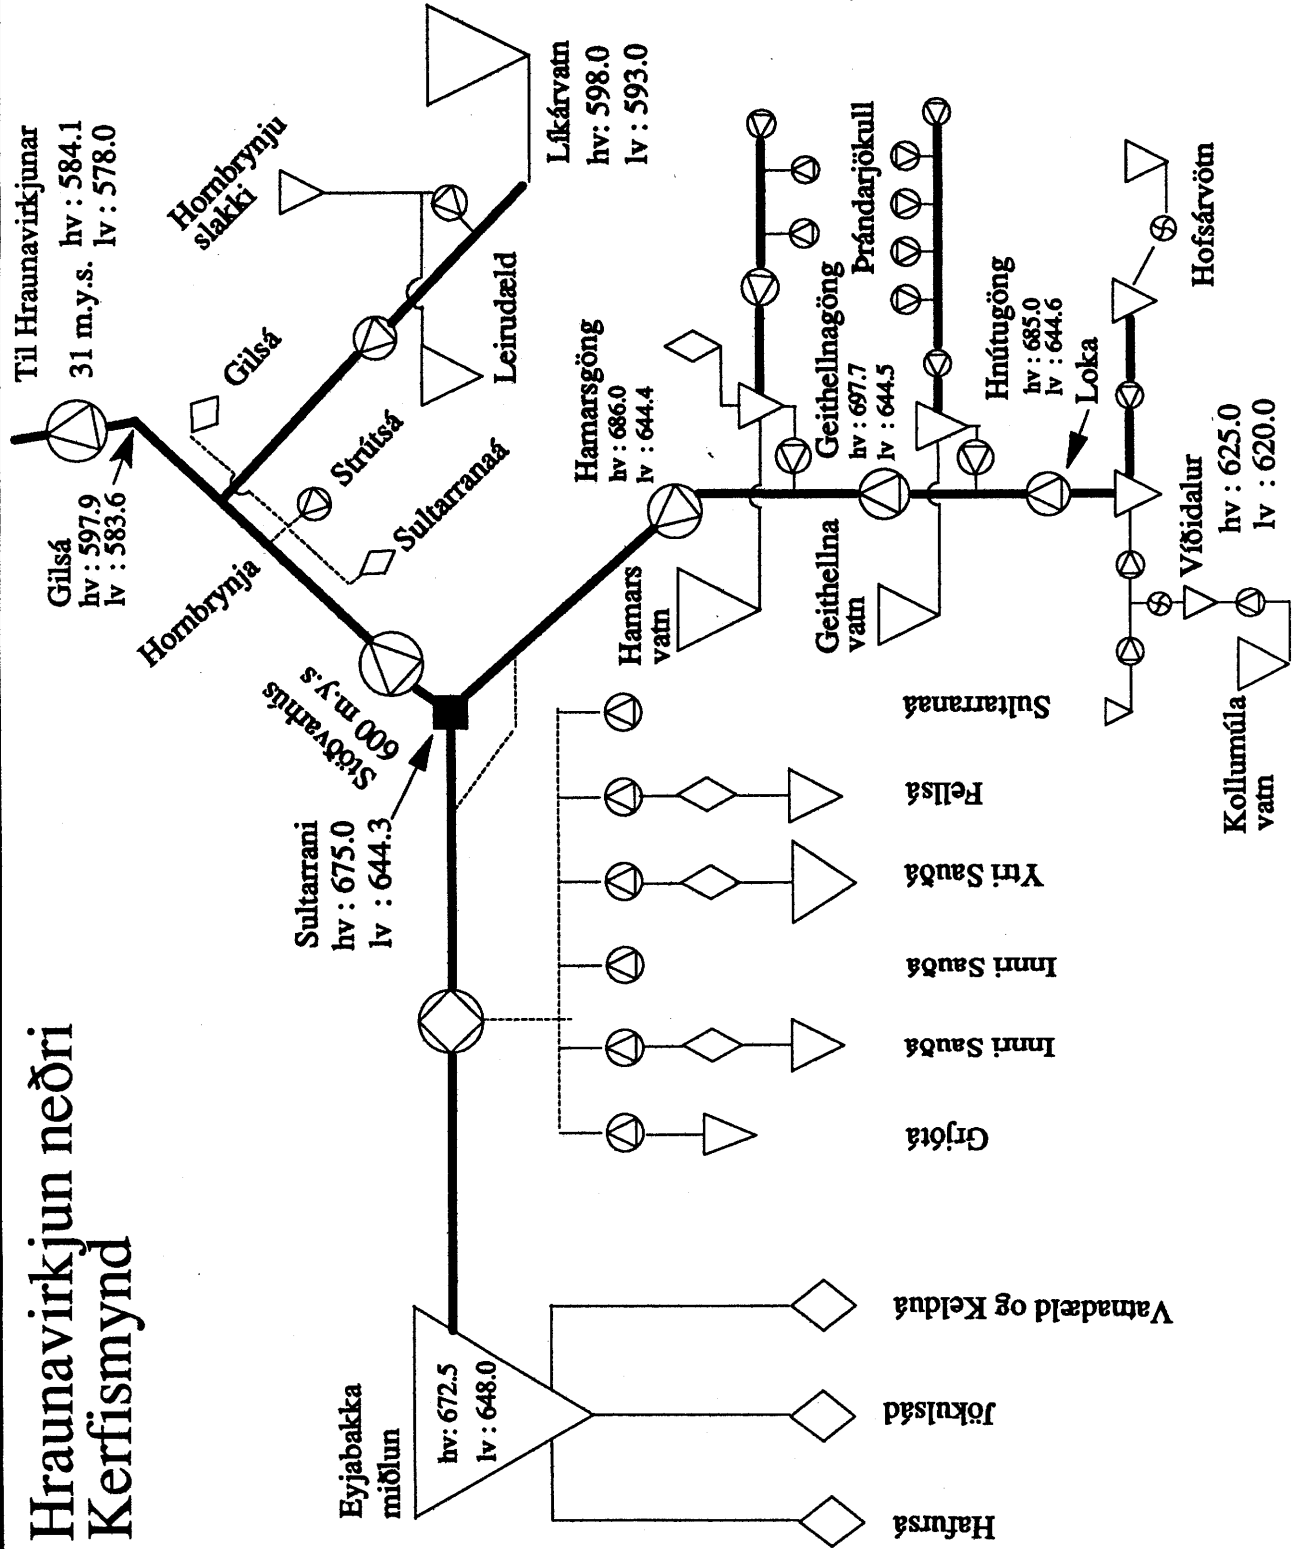 Hraunavirkjun neðri
Kerfismynd
Til Hraunavirkjunar
31 m.y.s.
hv : 584.1
lv : 578.0
Gilsá
hv : 597.9
lv : 583.6
Gilsá
Hornbrynju
slakki
Líkárvatn
hv: 598.0
lv : 593.0
Leirudæld
Strútsá
Sultarranaá
Hornbrynja
Stöðvarhús
600 m.y.s
Sultarrani
hv : 675.0
lv : 644.3
Eyjabakka
miðlun
hv: 672.5
lv : 648.0
Hafursá
Jökulsád
Vatnadæld og Kelduá
Grjótá
Innri Sauðá
Innri Sauðá
Ytri Sauðá
Fellsá
Sultarranaá
Hamarsgöng
hv : 686.0
lv : 644.4
Hamars
vatn
Geithellnagöng
hv : 697.7
lv : 644.5
Geithellna
vatn
Þrándarjökull
Hnútugöng
hv : 685.0
lv : 644.6
Loka
Hofsárvötn
Víðidalur
hv : 625.0
lv : 620.0
Kollumúla
vatn